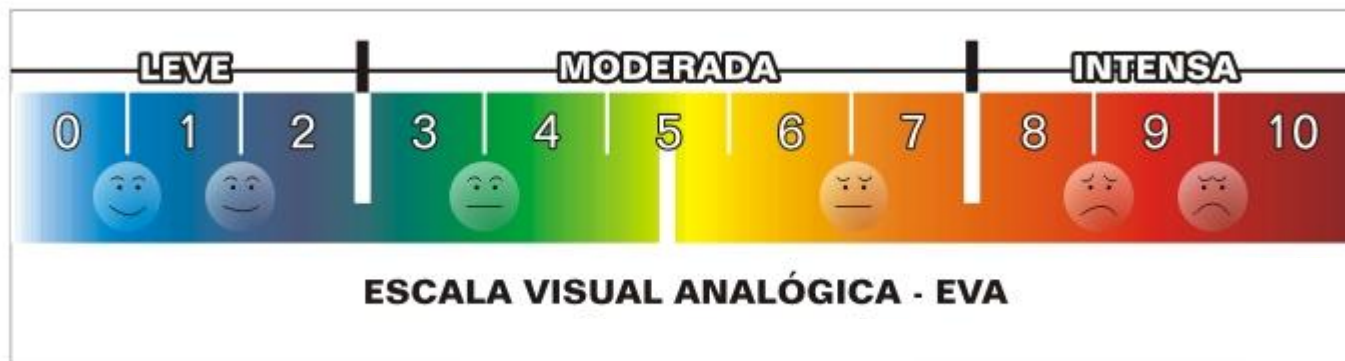 LEVE MODERADA INTENSA
0 1 2 3 4 5 6 7 8 9 10
ESCALA VISUAL ANALÓGICA - EVA